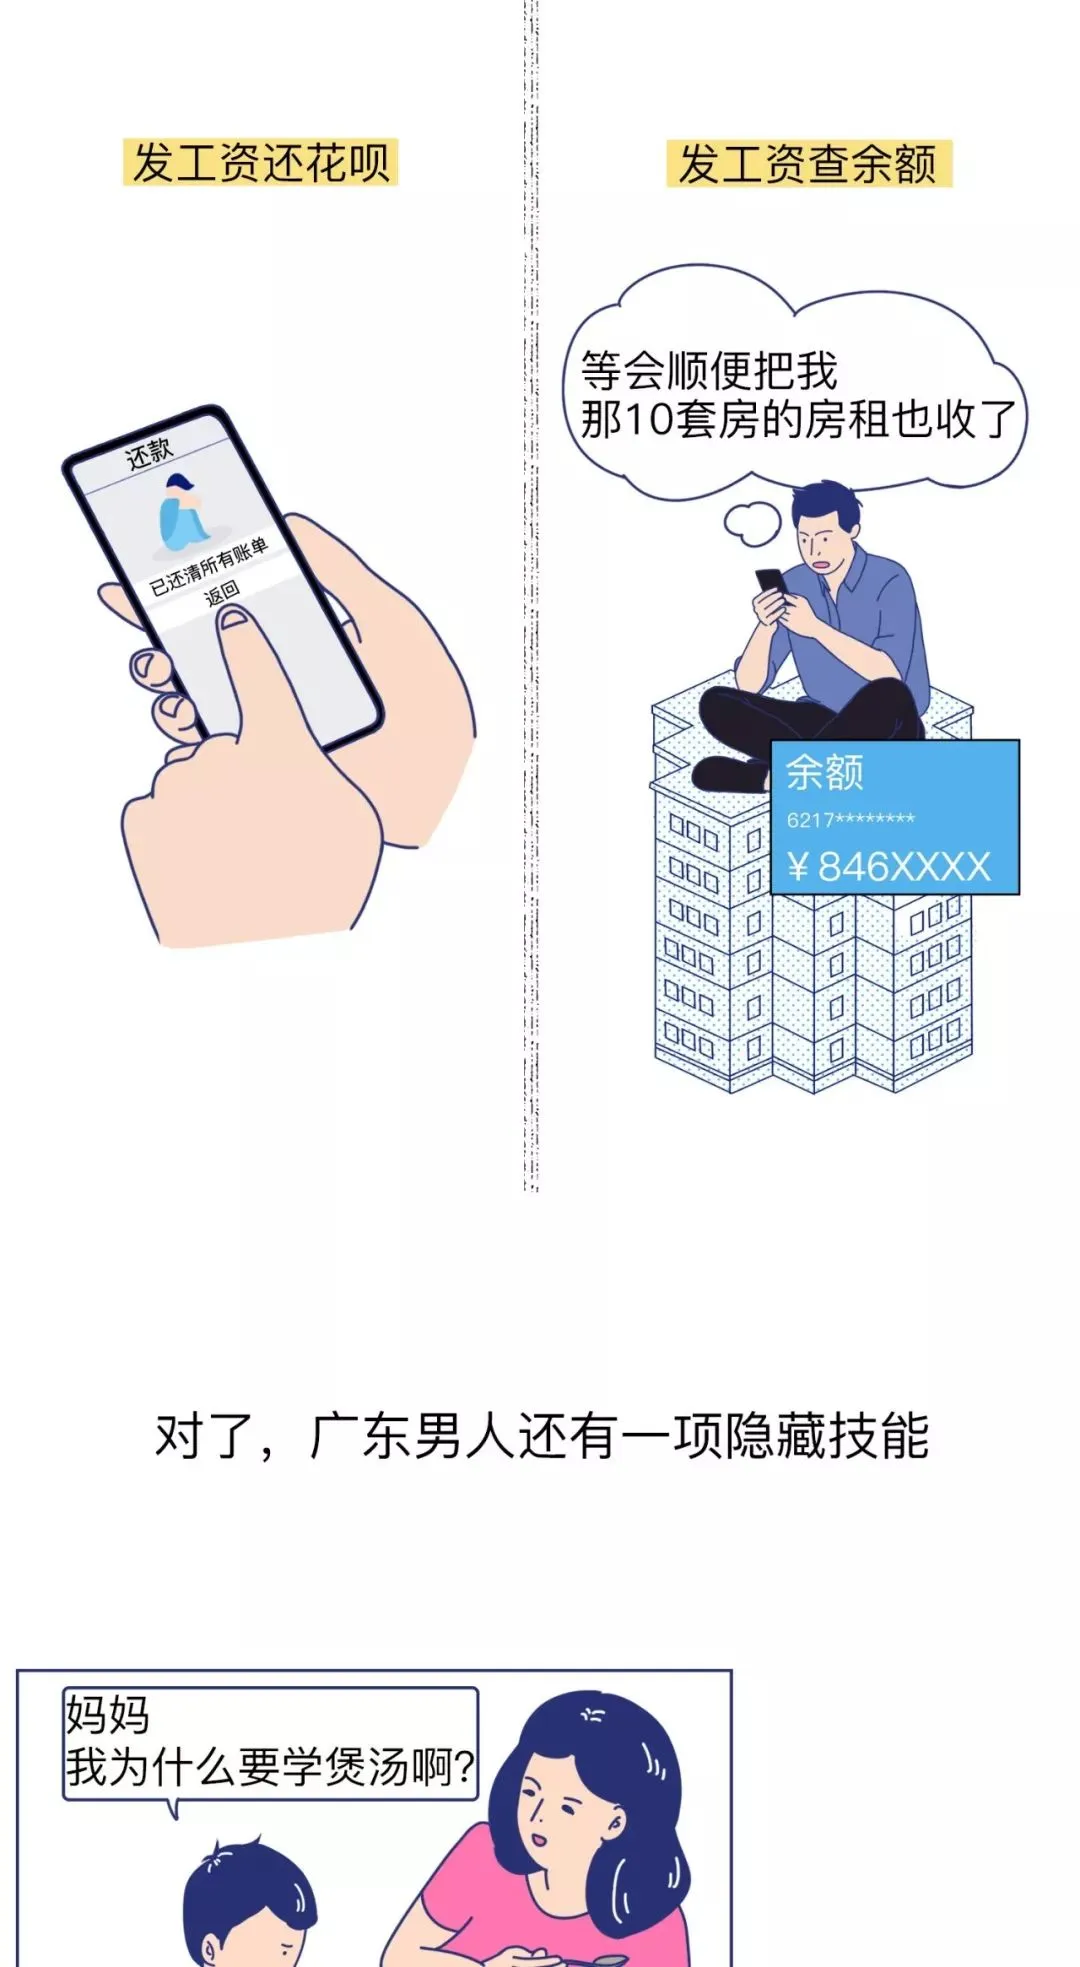 发工资还花呗
还款
已还清所有账单
返回
发工资查余额
等会顺便把我
那10套房的房租也收了
余额
6217********
¥846XXXX
对了，广东男人还有一项隐藏技能
妈妈
我为什么要学煲汤啊?